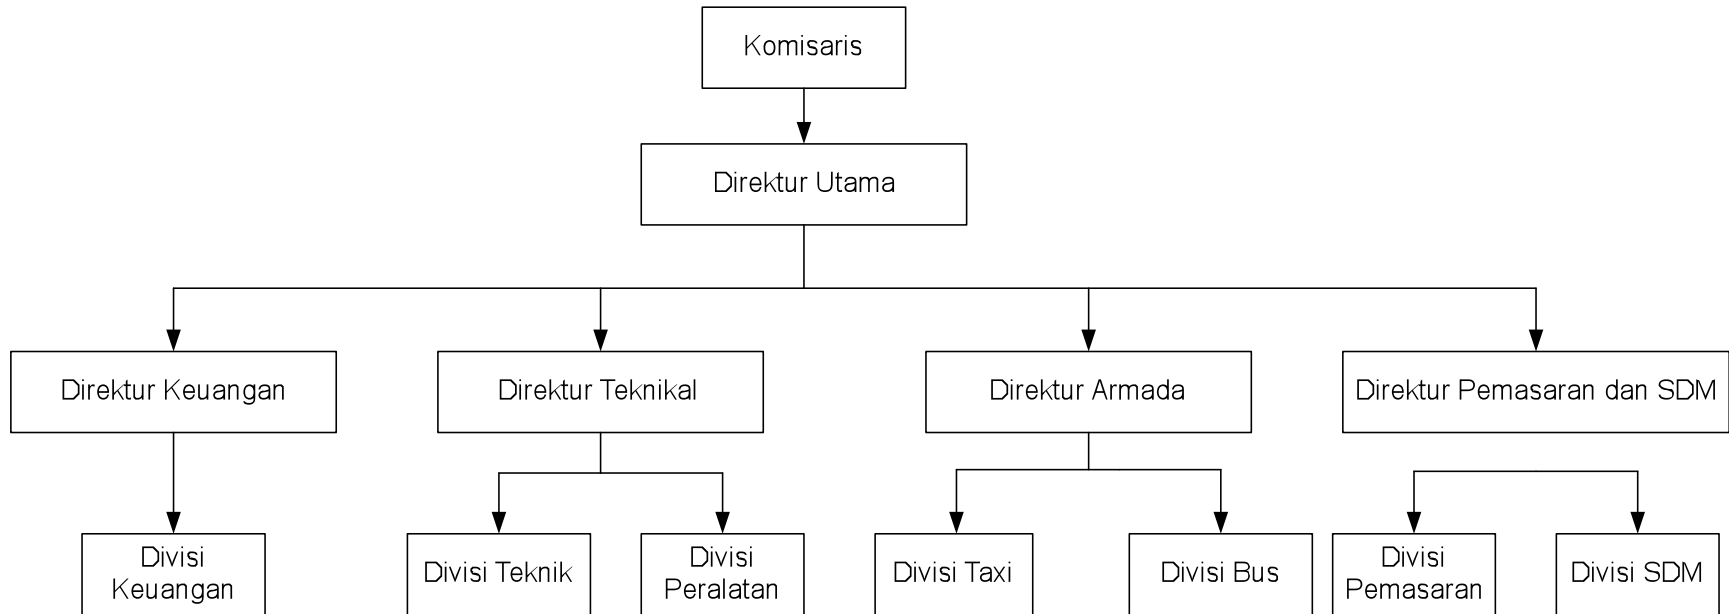 Komisaris
Direktur Utama
Direktur Keuangan
Direktur Teknikal
Direktur Armada
Direktur Pemasaran dan SDM
Divisi
Keuangan
Divisi Teknik
Divisi
Peralatan
Divisi Taxi
Divisi Bus
Divisi
Pemasaran
Divisi SDM